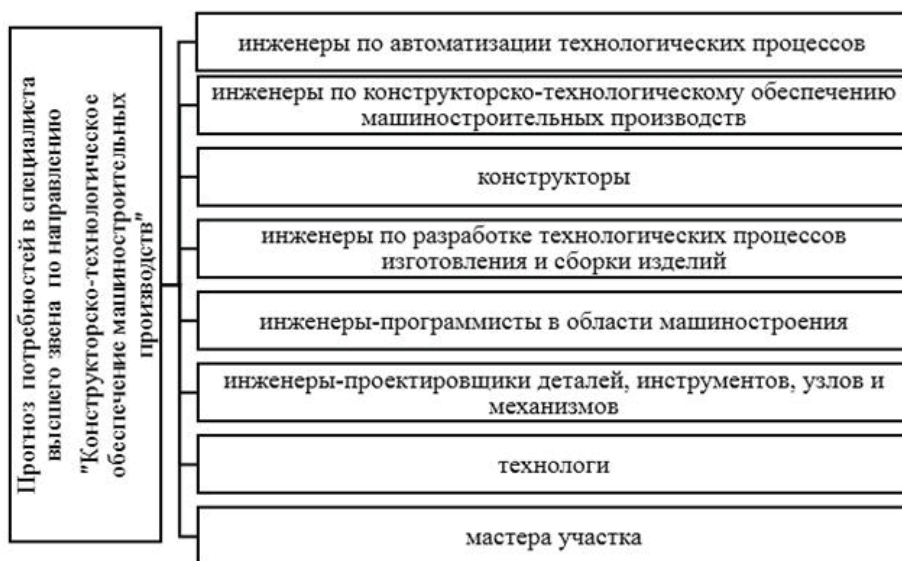 Прогноз потребностей в специалиста
высшего звена по направлению
"Конструкторско-технологическое
обеспечение машиностроительных
производств"
инженеры по автоматизации технологических процессов
инженеры по конструкторско-технологическому обеспечению
машиностроительных производств
конструкторы
инженеры по разработке технологических процессов
изготовления и сборки изделий
инженеры-программисты в области машиностроения
инженеры-проектировщики деталей, инструментов, узлов и
механизмов
технологи
мастера участка